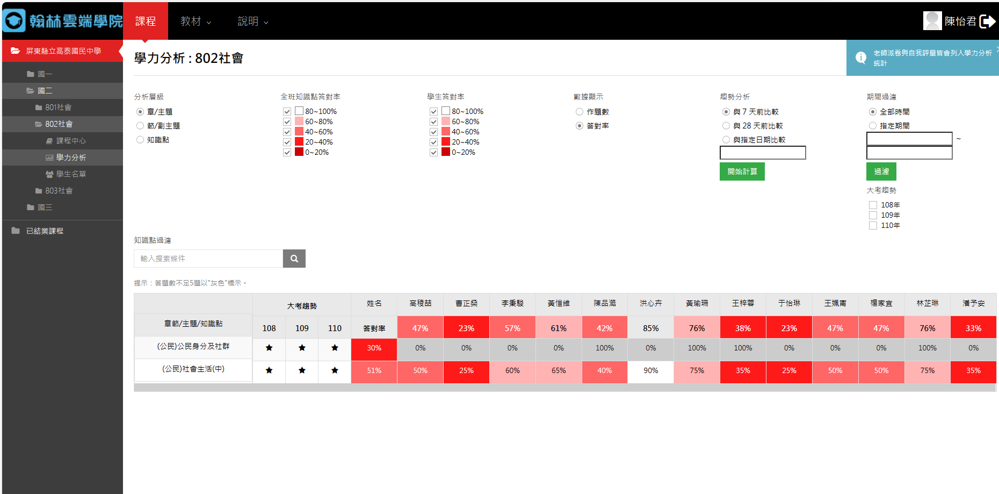 翰林雲端學院
課程
教材
說明
陳怡君
屏東縣立高泰國民中學
國一
國二
801社會
802社會
課程中心
學力分析
學生名單
803社會
國三
已結業課程
學力分析 : 802社會
老師派卷與自我評量皆會列入學力分析
統計
分析層級
章/主題
節/副主題
知識點
全班知識點答對率
80~100%
60~80%
40~60%
20~40%
0~20%
學生答對率
80~100%
60~80%
40~60%
20~40%
0~20%
數據顯示
作題數
答對率
趨勢分析
與 7 天前比較
與 28 天前比較
與指定日期比較
開始計算
期間過濾
全部時間
指定期間
~
過濾
大考趨勢
108年
109年
110年
知識點過濾
輸入搜索條件
提示：答題數不足5題以"灰色"標示。
大考趨勢 姓名 高稜喆 曹正燊 李秉駿 黃愷維 陳品澔 洪心卉 黃瑜珊 王梓蓉 于怡琳 王姵甯 楊家宜 林芷琳 潘予安
章節/主題/知識點 108 109 110 答對率 47% 23% 57% 61% 42% 85% 76% 38% 23% 47% 47% 76% 33%
(公民)公民身分及社群 ★ ★ ★ 30% 0% 0% 0% 0% 100% 0% 100% 100% 0% 0% 0% 100% 0%
(公民)社會生活(中) ★ ★ ★ 51% 50% 25% 60% 65% 40% 90% 75% 35% 25% 50% 50% 75% 35%